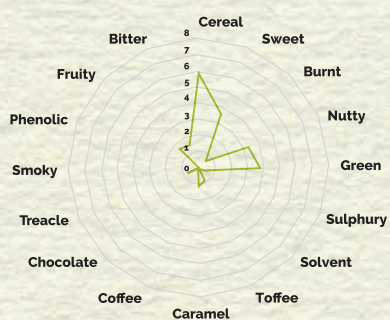 Cereal
Sweet
Burnt
Nutty
Green
Sulphury
Solvent
Toffee
Caramel
Coffee
Chocolate
Treacle
Smoky
Phenolic
Fruity
Bitter
8
7
6
5
4
3
2
1
0